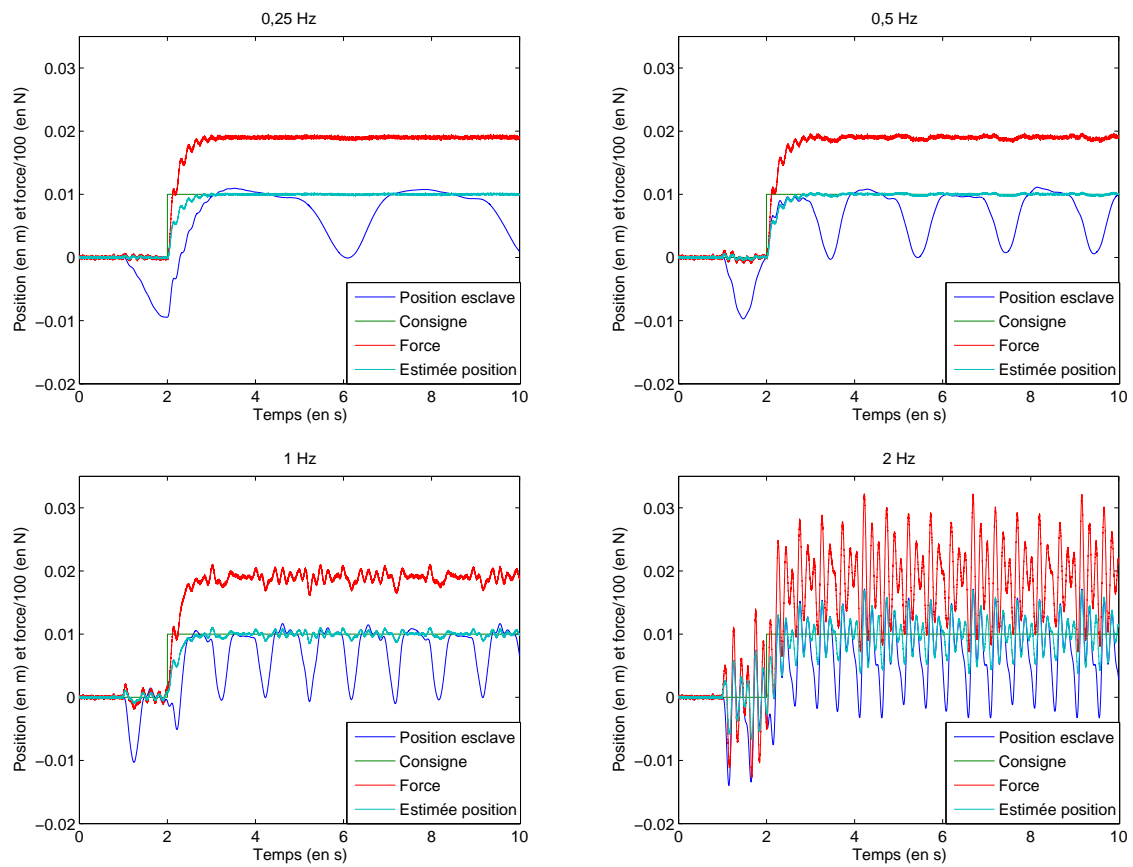 0,25 Hz
Position (en m) et force/100 (en N)
0.03
0.02
0.01
0
−0.01
−0.02
0 2 4 6 8 10
Temps (en s)
Position esclave
Consigne
Force
Estimée position
0,5 Hz
Position (en m) et force/100 (en N)
0.03
0.02
0.01
0
−0.01
−0.02
0 2 4 6 8 10
Temps (en s)
Position esclave
Consigne
Force
Estimée position
1 Hz
Position (en m) et force/100 (en N)
0.03
0.02
0.01
0
−0.01
−0.02
0 2 4 6 8 10
Temps (en s)
Position esclave
Consigne
Force
Estimée position
2 Hz
Position (en m) et force/100 (en N)
0.03
0.02
0.01
0
−0.01
−0.02
0 2 4 6 8 10
Temps (en s)
Position esclave
Consigne
Force
Estimée position